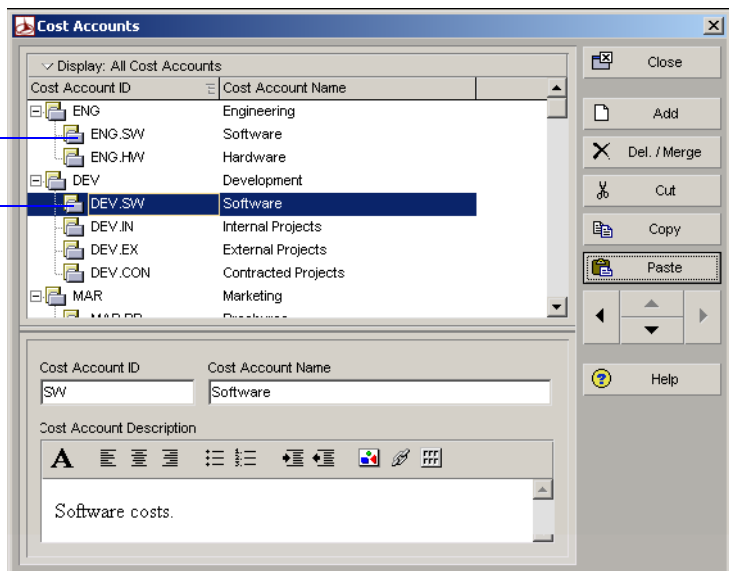 Cost Accounts
Display: All Cost Accounts
Cost Account ID Cost Account Name
ENG Engineering
ENG.SW Software
ENG.HW Hardware
DEV Development
DEV.SW Software
DEV.IN Internal Projects
DEV.EX External Projects
DEV.CON Contracted Projects
MAR Marketing
Close
Add
Del. / Merge
Cut
Copy
Paste
Help
Cost Account ID Cost Account Name
SW Software
Cost Account Description
A
Software costs.